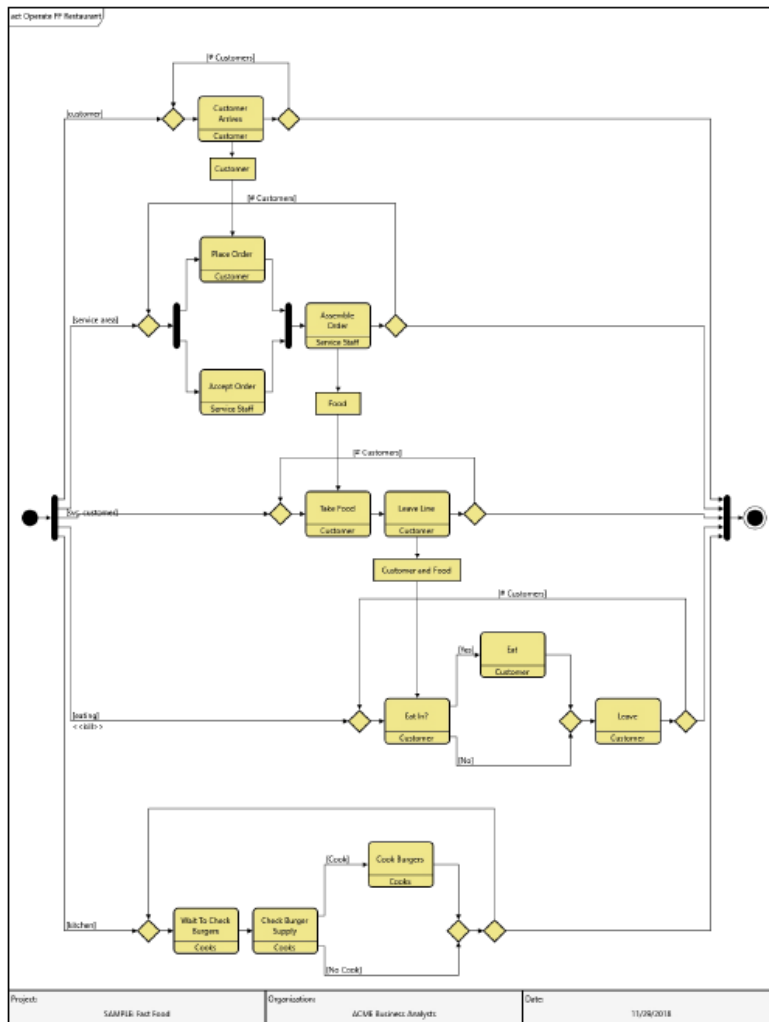 act Operate FF Restaurant
[# Customers]
[customer]
Customer
Arrives
Customer
Customer
[# Customers]
Place Order
Customer
[service area]
Assemble
Order
Service Staff
Accept Order
Service Staff
Food
[# Customers]
[svc_customer]
Take Food
Customer
Leave Line
Customer
Customer and Food
[# Customers]
[Yes]
Eat
Customer
[eating]
<<kill>>
Eat In?
Customer
Leave
Customer
[No]
[Cook]
Cook Burgers
Cooks
[kitchen]
Wait To Check
Burgers
Cooks
Check Burger
Supply
Cooks
[No Cook]
Project:
SAMPLE: Fast Food
Organization:
ACME Business Analysts
Date:
11/29/2018